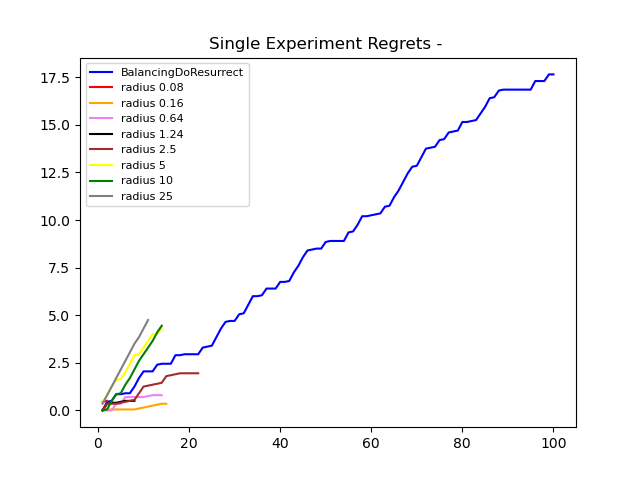 Single Experiment Regrets -
BalancingDoResurrect
radius 0.08
radius 0.16
radius 0.64
radius 1.24
radius 2.5
radius 5
radius 10
radius 25
17.5
15.0
12.5
10.0
7.5
5.0
2.5
0.0
0 20 40 60 80 100